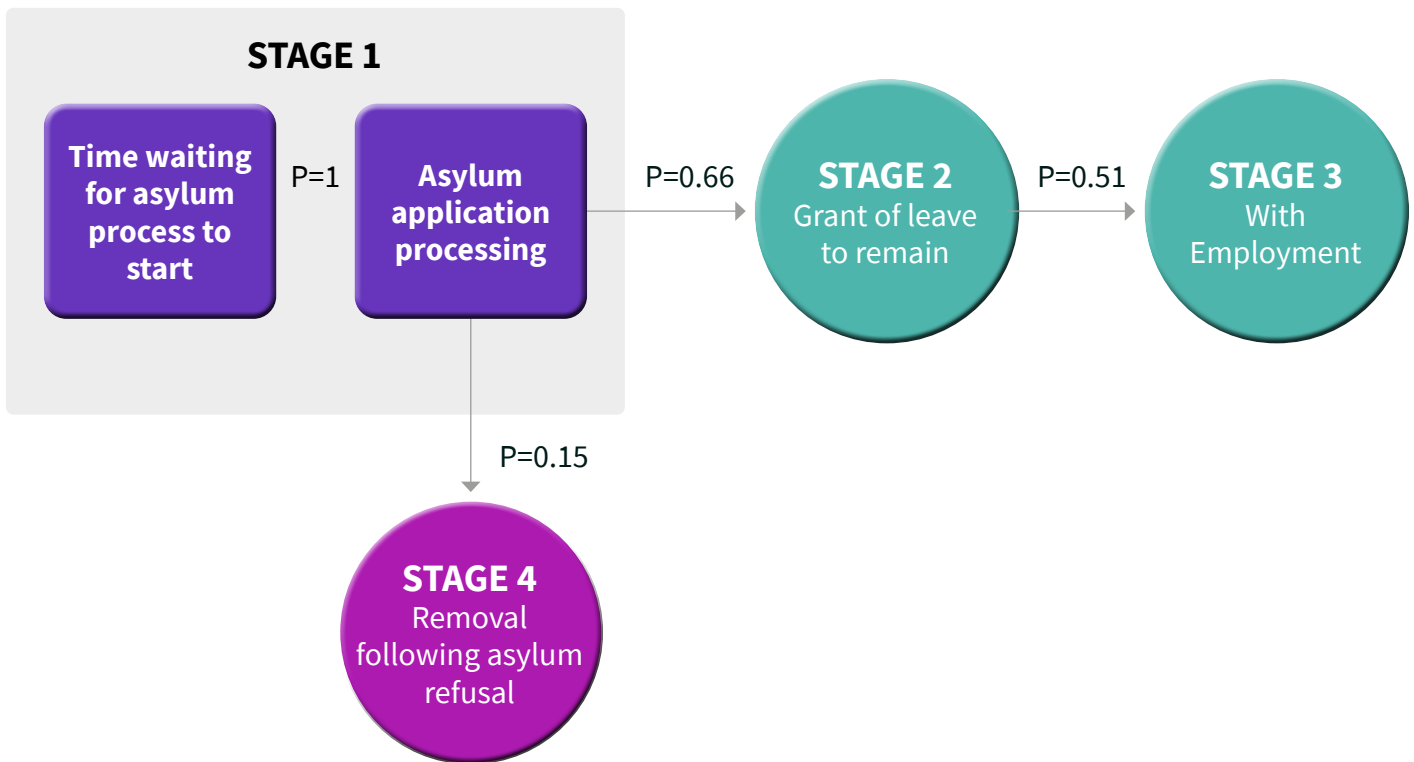 STAGE 1
Time waiting
for asylum
process to
start
P=1
Asylum
application
processing
P=0.66
STAGE 2
Grant of leave
to remain
P=0.51
STAGE 3
With
Employment
P=0.15
STAGE 4
Removal
following asylum
refusal